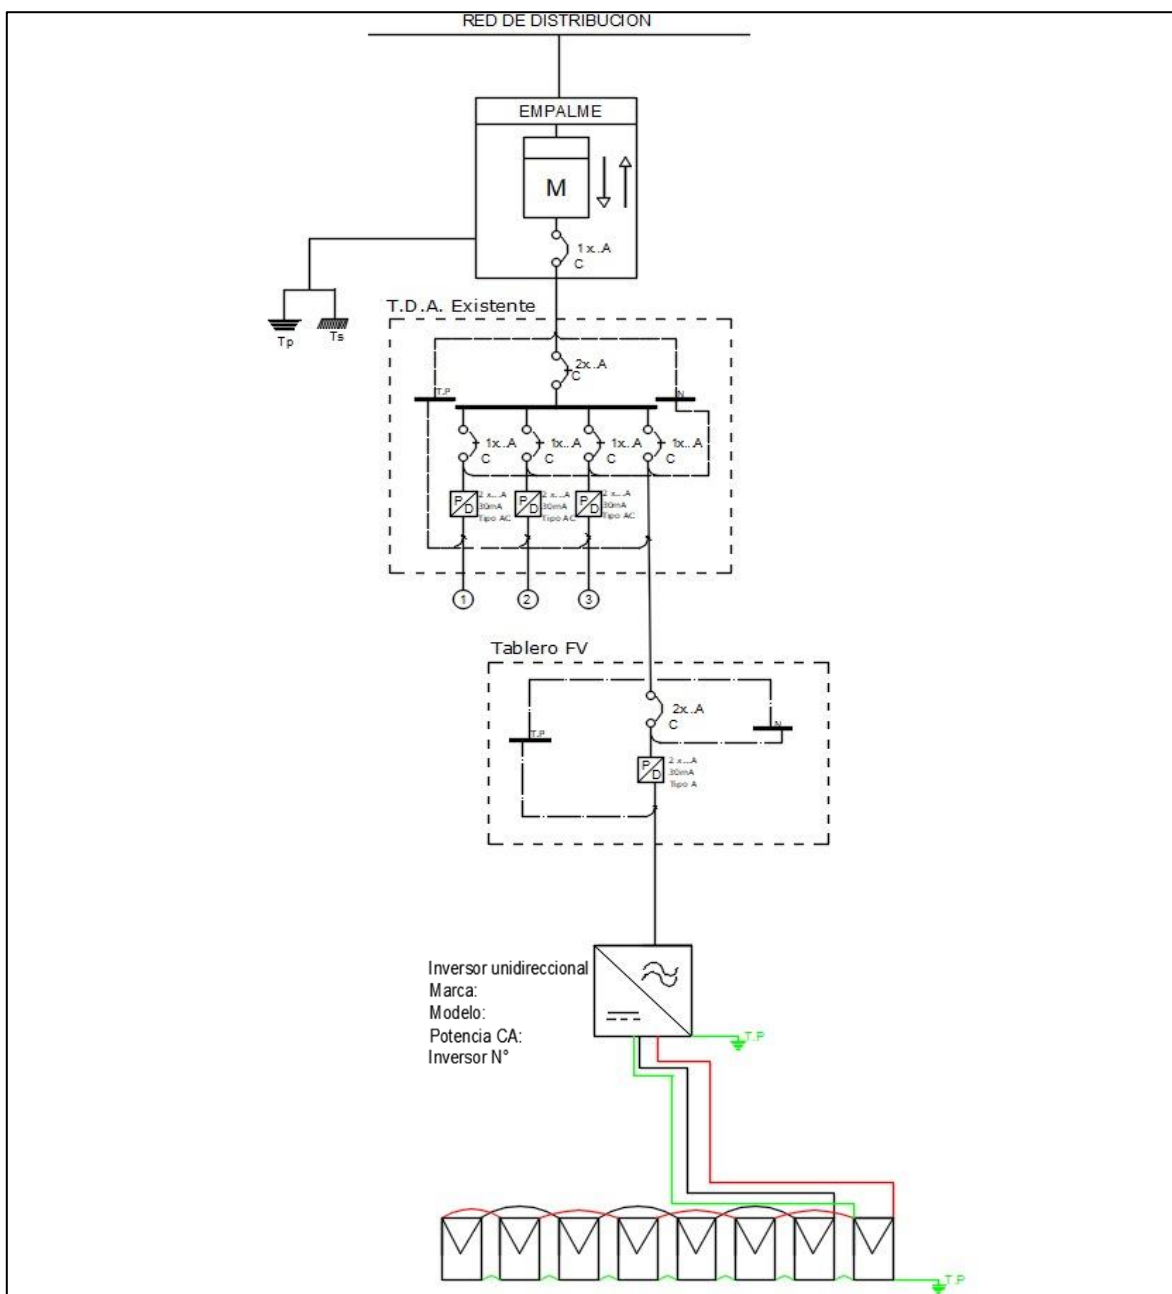 RED DE DISTRIBUCION
EMPALME
M
1x..A
C
Tp
Ts
T.D.A. Existente
2x..A
C
T.P
N
1x..A
C
1x..A
C
1x..A
C
1x..A
C
P
D
2 x...A
30mA
Tipo AC
P
D
2 x...A
30mA
Tipo AC
P
D
2 x...A
30mA
Tipo AC
1
2
3
Tablero FV
2x..A
C
T.P
N
P
D
2 x...A
30mA
Tipo A
Inversor unidireccional
Marca:
Modelo:
Potencia CA:
Inversor N°
T.P
T.P